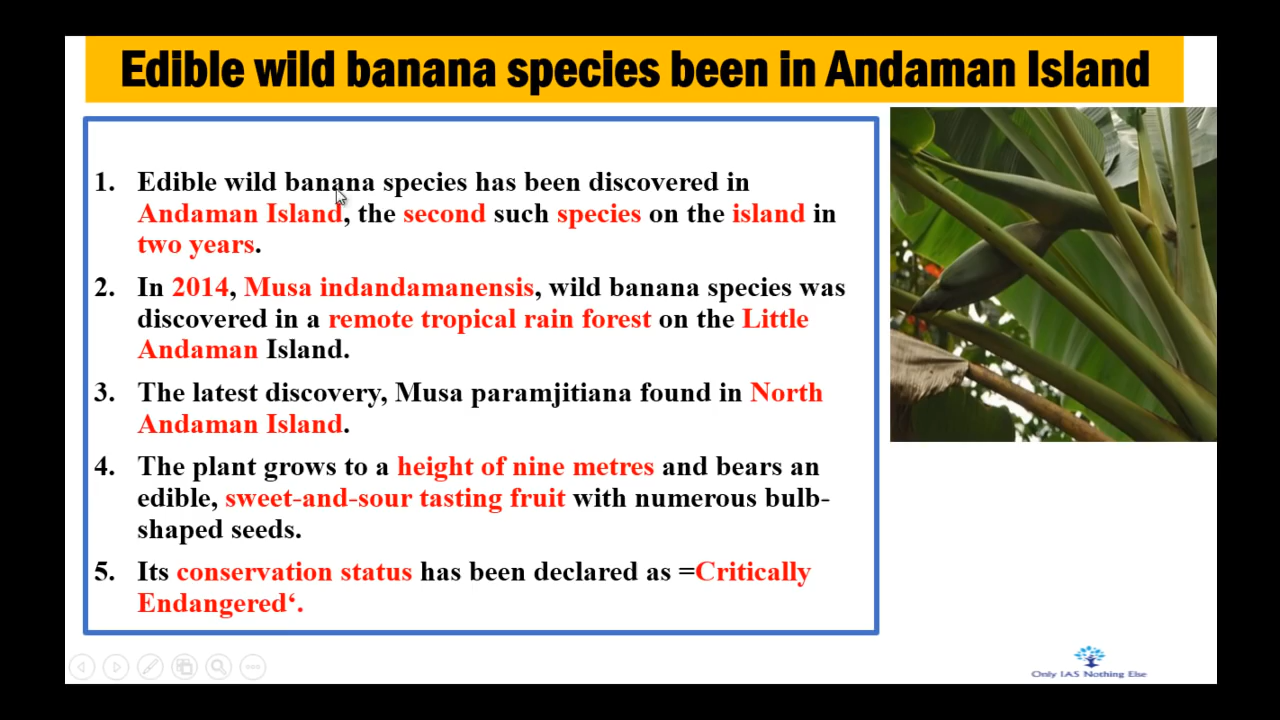 Edible wild banana species been in Andaman Island
1. Edible wild banana species has been discovered in
Andaman Island, the second such species on the island in
two years.
2. In 2014, Musa indandamanensis, wild banana species was
discovered in a remote tropical rain forest on the Little
Andaman Island.
3. The latest discovery, Musa paramjitiana found in North
Andaman Island.
4. The plant grows to a height of nine metres and bears an
edible, sweet-and-sour tasting fruit with numerous bulb-
shaped seeds.
5. Its conservation status has been declared as =Critically
Endangered‘.
Only IAS Nothing Else